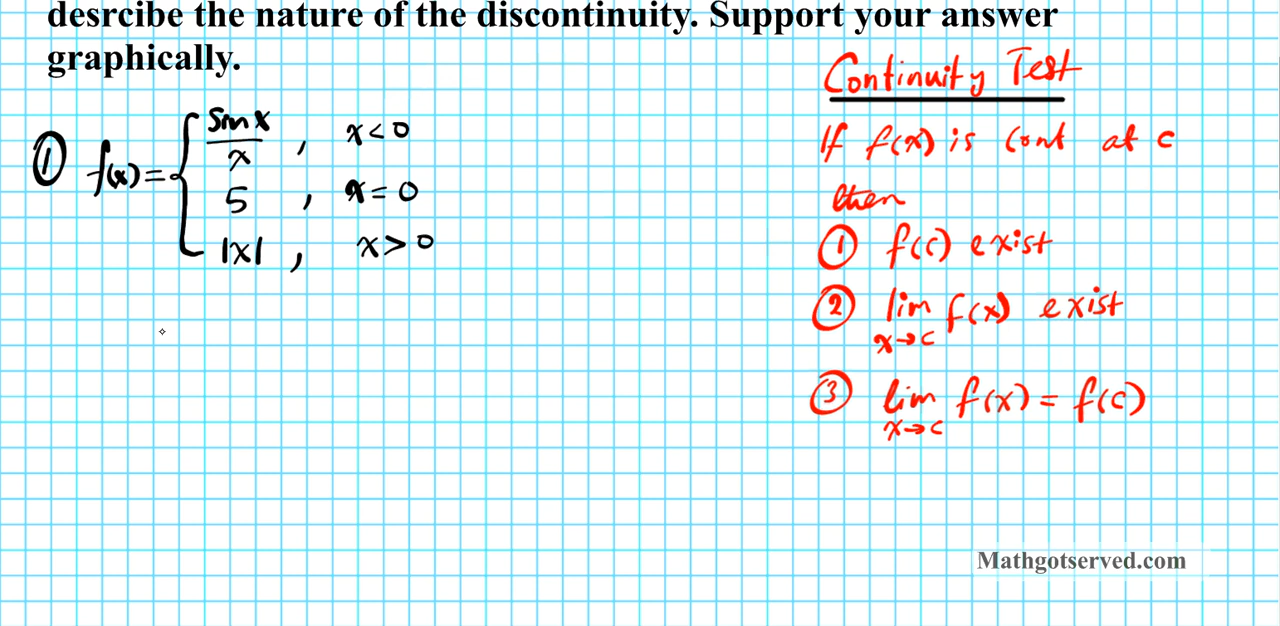 desrcibe the nature of the discontinuity. Support your answer
graphically.
Continuity Test
① f(x) = { sin x / x , x < 0
5 , x = 0
|x| , x > 0
If f(x) is cont at c
then
① f(c) exist
② lim x→c f(x) exist
③ lim x→c f(x) = f(c)
Mathgotserved.com